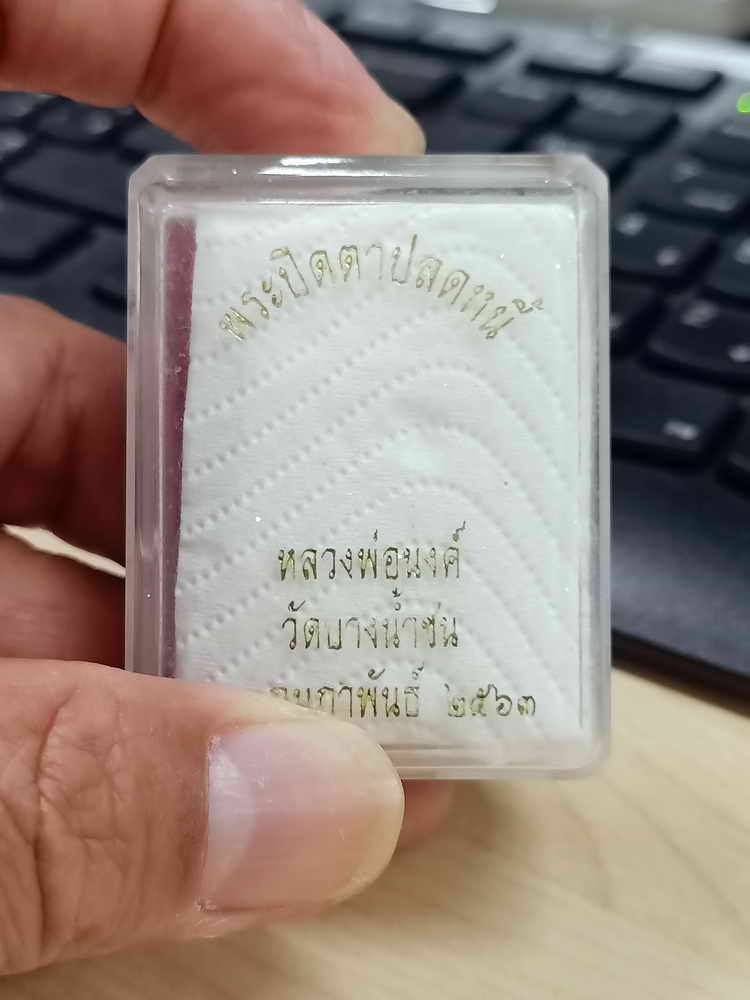 พระปิดตาปลดหนี้
หลวงพ่อนงค์
วัดบางน้ำชน
กุมภาพันธ์ ๒๕๖๓